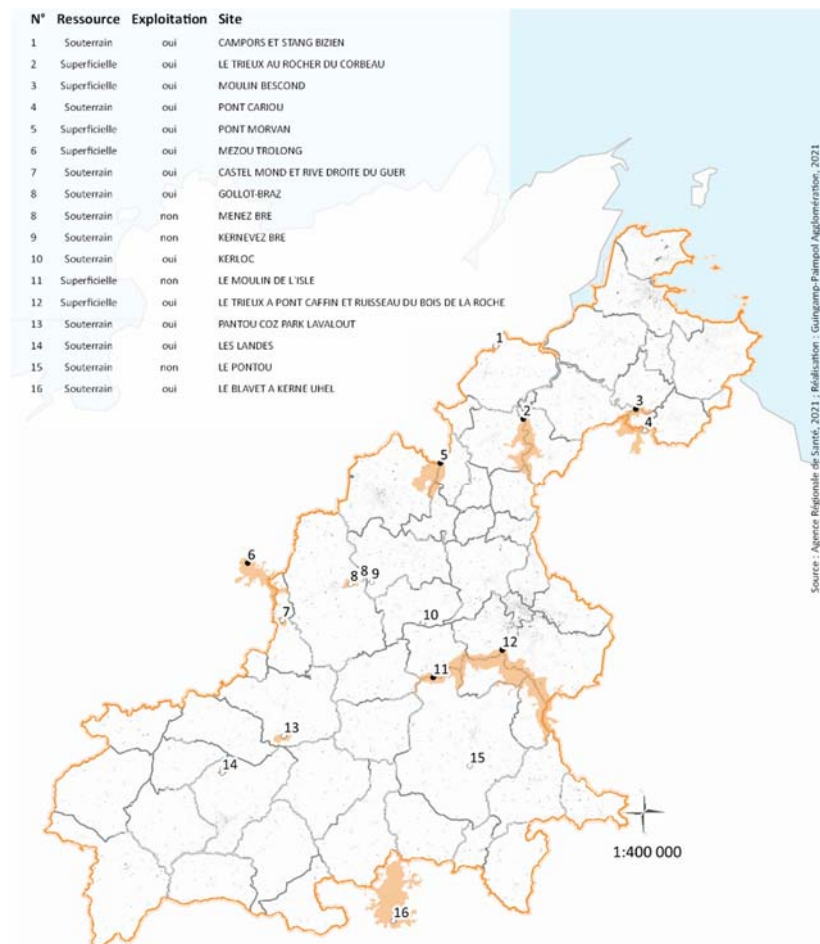 N° Ressource Exploitation Site
1 Souterrain oui CAMPORS ET STANG BIZIEN
2 Superficielle oui LE TRIEUX AU ROCHER DU CORBEAU
3 Superficielle oui MOULIN BESCOND
4 Souterrain oui PONT CARIOU
5 Superficielle oui PONT MORVAN
6 Superficielle oui MEZOU TROLONG
7 Souterrain oui CASTEL MOND ET RIVE DROITE DU GUER
8 Souterrain oui GOLLOT-BRAZ
8 Souterrain non MENEZ BRE
9 Souterrain non KERNEVEZ BRE
10 Souterrain oui KERLOC
11 Superficielle non LE MOULIN DE L'ISLE
12 Superficielle oui LE TRIEUX A PONT CAFFIN ET RUISSEAU DU BOIS DE LA ROCHE
13 Souterrain oui PANTOU COZ PARK LAVALOUT
14 Souterrain oui LES LANDES
15 Souterrain non LE PONTOU
16 Souterrain oui LE BLAVET A KERNE UHEL
1
2
3
4
5
6
8
8 9
7
10
12
11
13
14
15
16
1:400 000
Source : Agence Régionale de Santé, 2021 ; Réalisation : Guingamp-Paimpol Agglomération, 2021